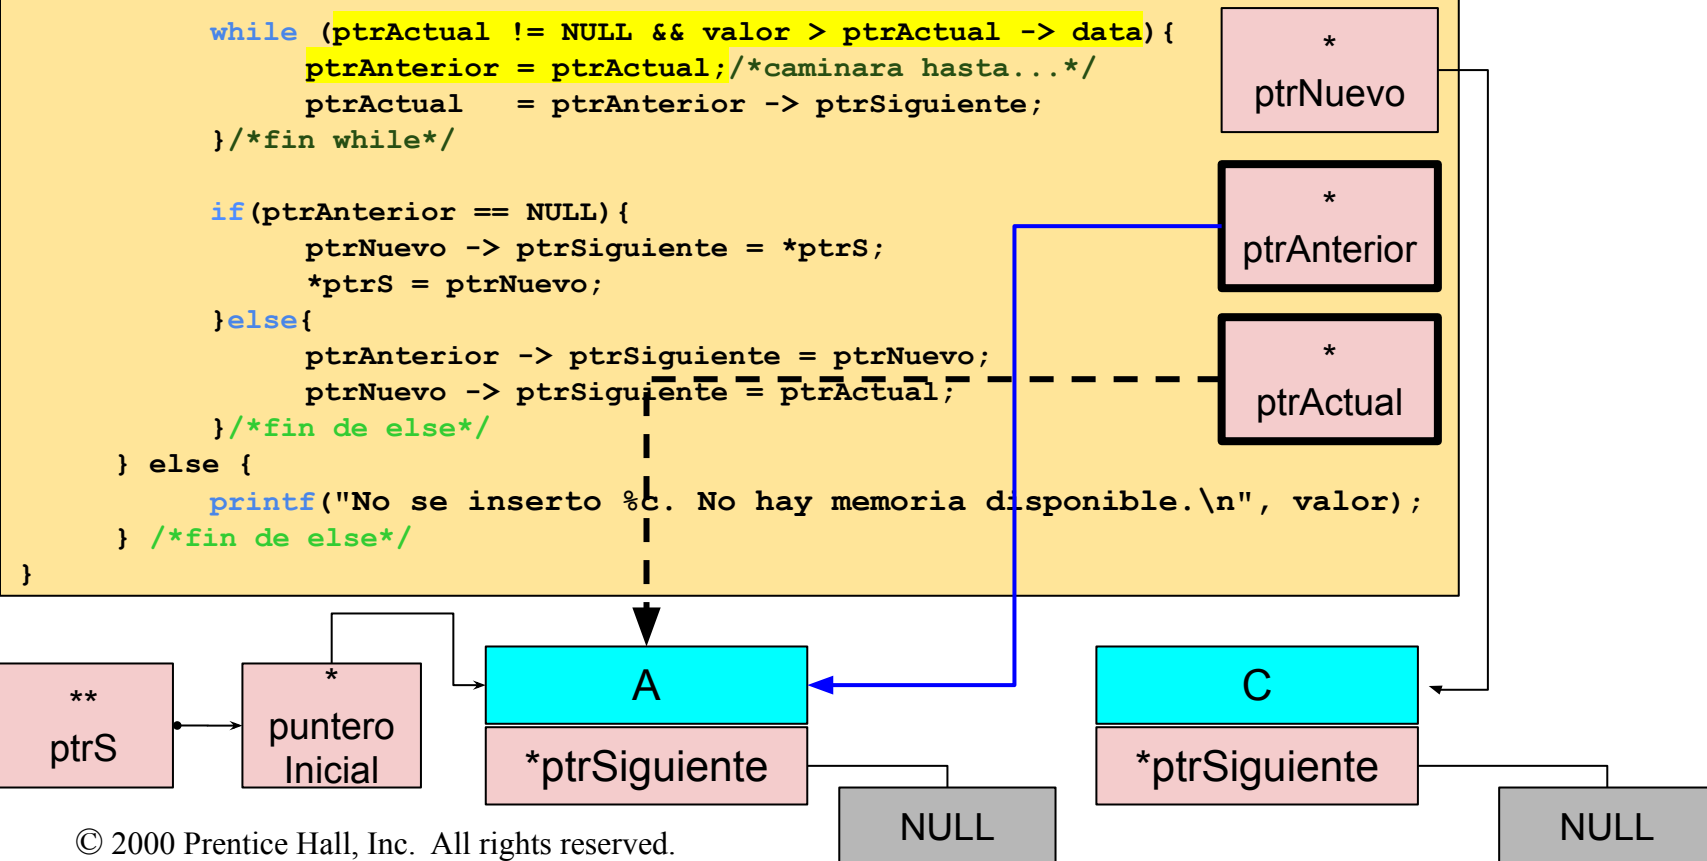 while (ptrActual != NULL && valor > ptrActual -> data){
ptrAnterior = ptrActual;/*caminara hasta...*/
ptrActual   = ptrAnterior -> ptrSiguiente;
}/*fin while*/
if(ptrAnterior == NULL){
ptrNuevo -> ptrSiguiente = *ptrS;
*ptrS = ptrNuevo;
}else{
ptrAnterior -> ptrSiguiente = ptrNuevo;
ptrNuevo -> ptrSiguiente = ptrActual;
}/*fin de else*/
} else {
printf("No se inserto %c. No hay memoria disponible.\n", valor);
} /*fin de else*/
}
*
ptrNuevo
*
ptrAnterior
*
ptrActual
**
ptrS
*
puntero
Inicial
A
*ptrSiguiente
NULL
C
*ptrSiguiente
NULL
© 2000 Prentice Hall, Inc.  All rights reserved.